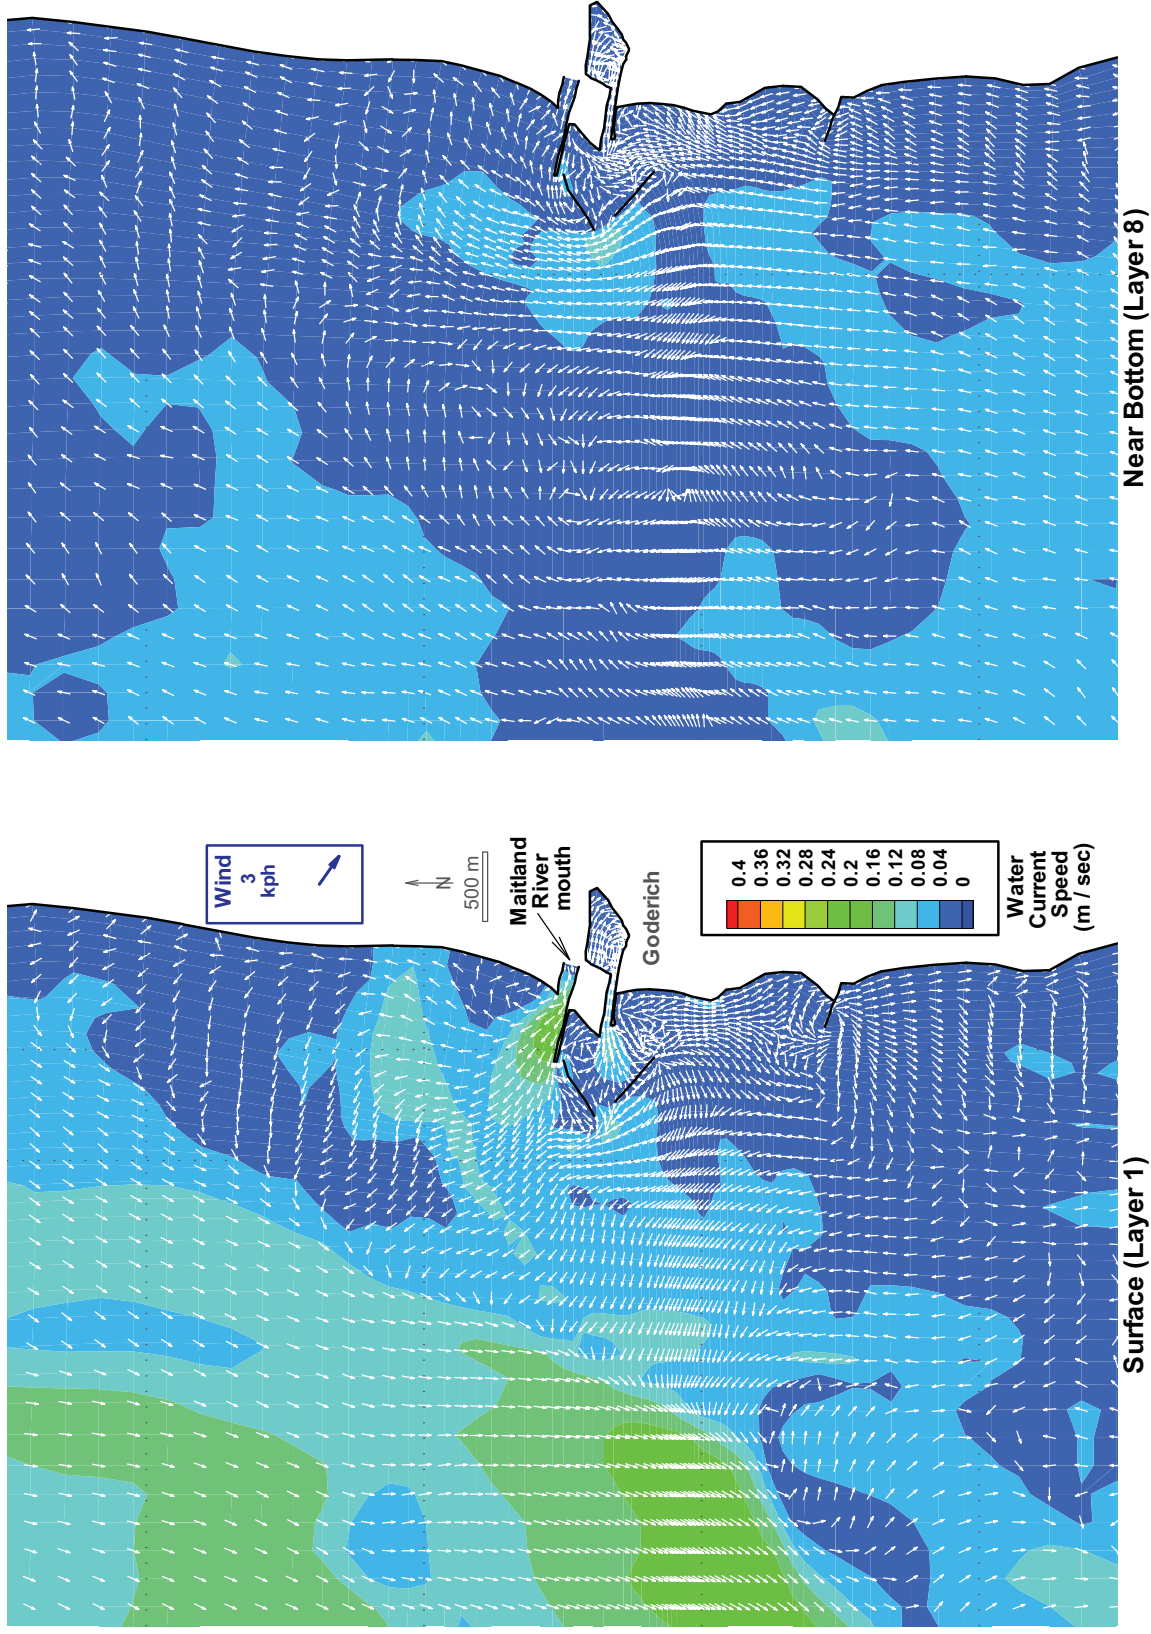 Wind
3
kph
N
500 m
Maitland
River
mouth
Goderich
0.4
0.36
0.32
0.28
0.24
0.2
0.16
0.12
0.08
0.04
0
Water
Current
Speed
(m / sec)
Surface (Layer 1)
Near Bottom (Layer 8)